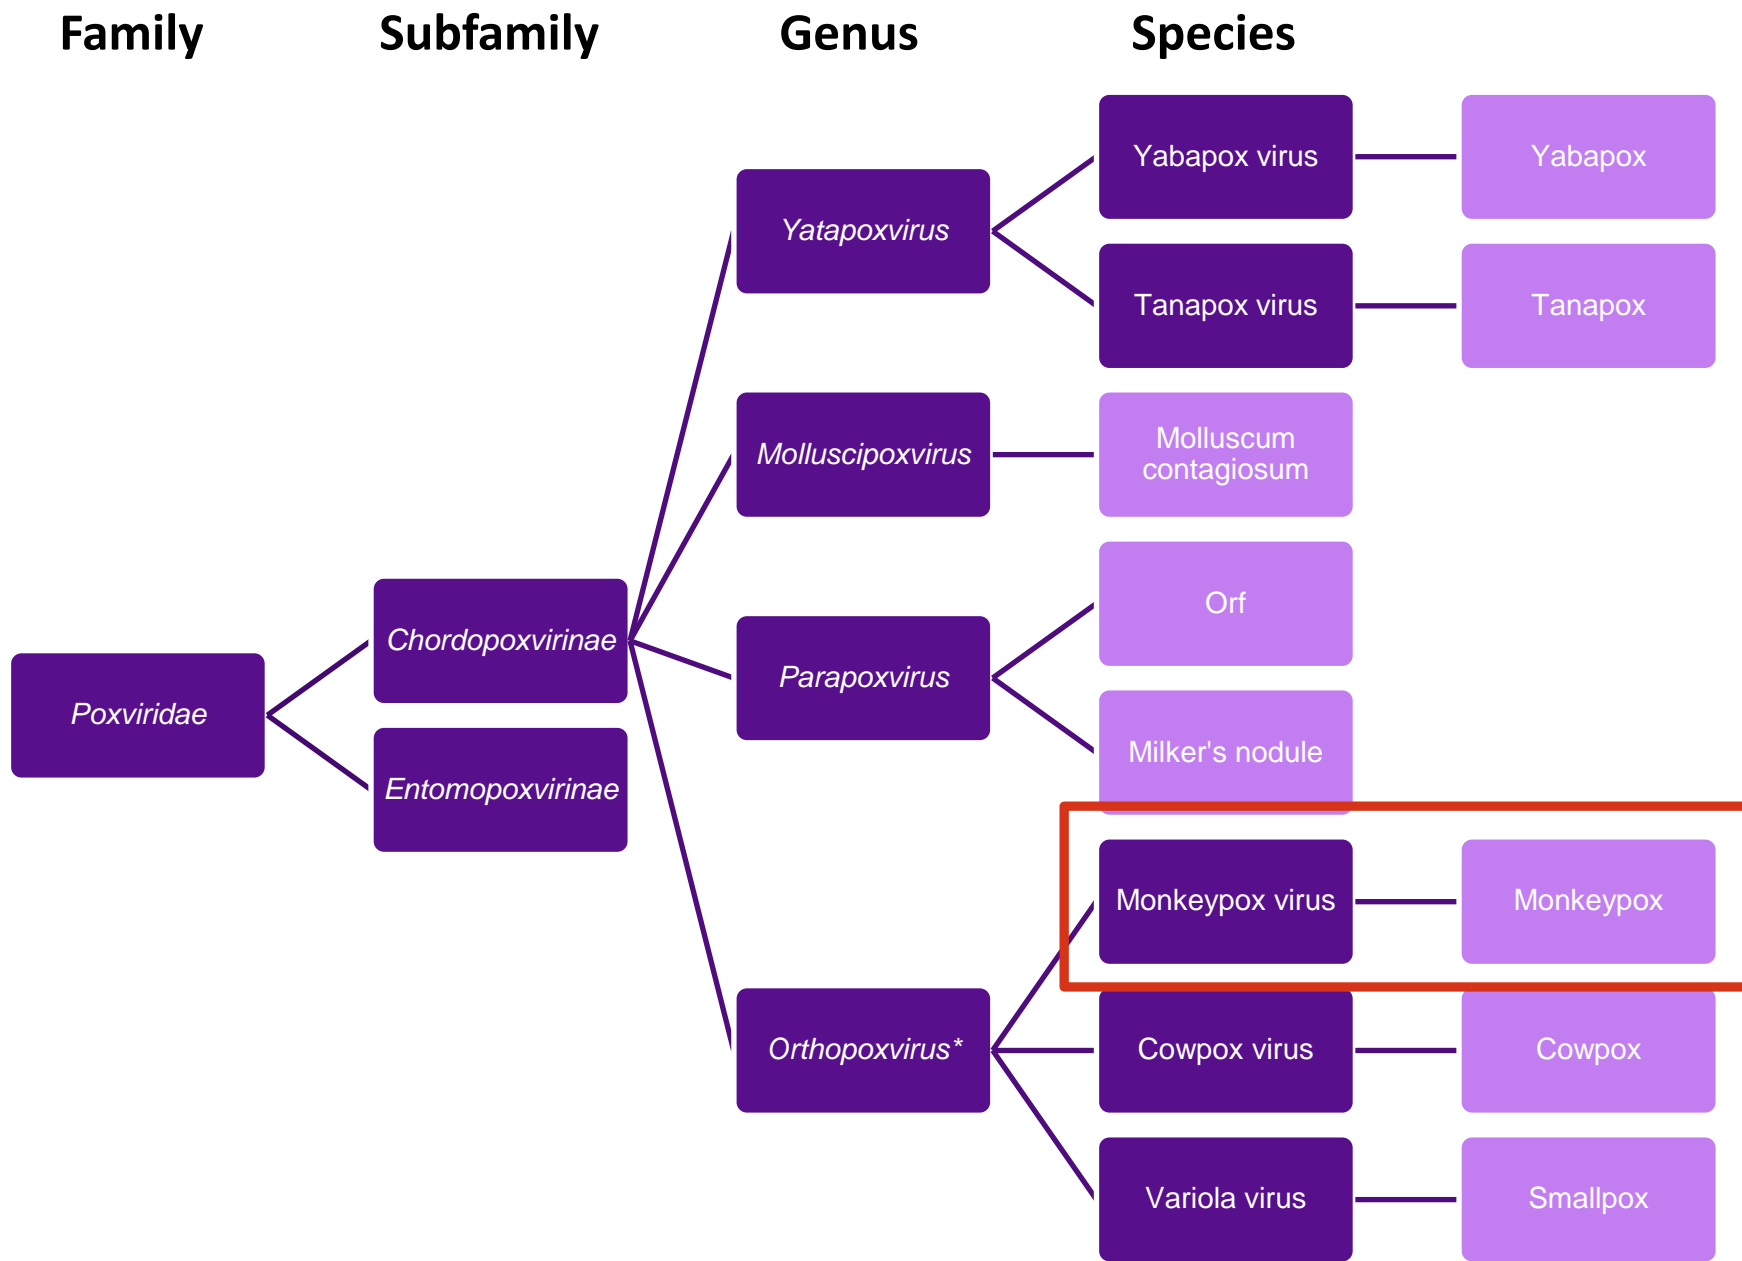 Family Subfamily Genus Species
Yabapox virus Yabapox
Yatapoxvirus
Tanapox virus Tanapox
Molluscipoxvirus
Molluscum
contagiosum
Orf
Chordopoxvirinae
Parapoxvirus
Poxviridae
Milker's nodule
Entomopoxvirinae
Monkeypox virus Monkeypox
Orthopoxvirus* Cowpox virus Cowpox
Variola virus Smallpox